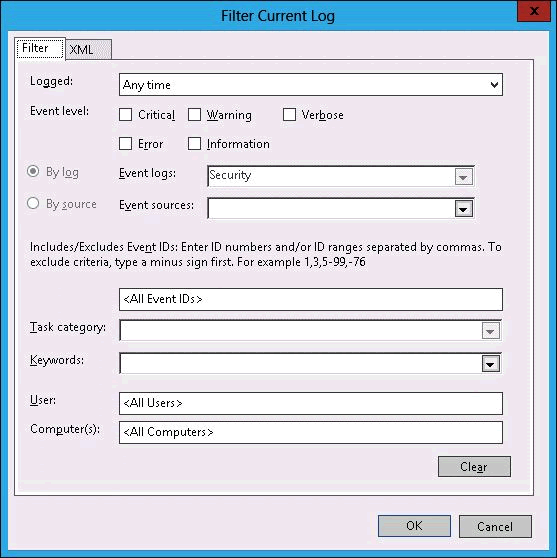 Filter Current Log
x
Filter XML
Logged: Any time
Event level: Critical Warning Verbose
Error Information
By log Event logs: Security
By source Event sources:
Includes/Excludes Event IDs: Enter ID numbers and/or ID ranges separated by commas. To
exclude criteria, type a minus sign first. For example 1,3,5-99,-76
<All Event IDs>
Task category:
Keywords:
User: <All Users>
Computer(s): <All Computers>
Clear
OK Cancel